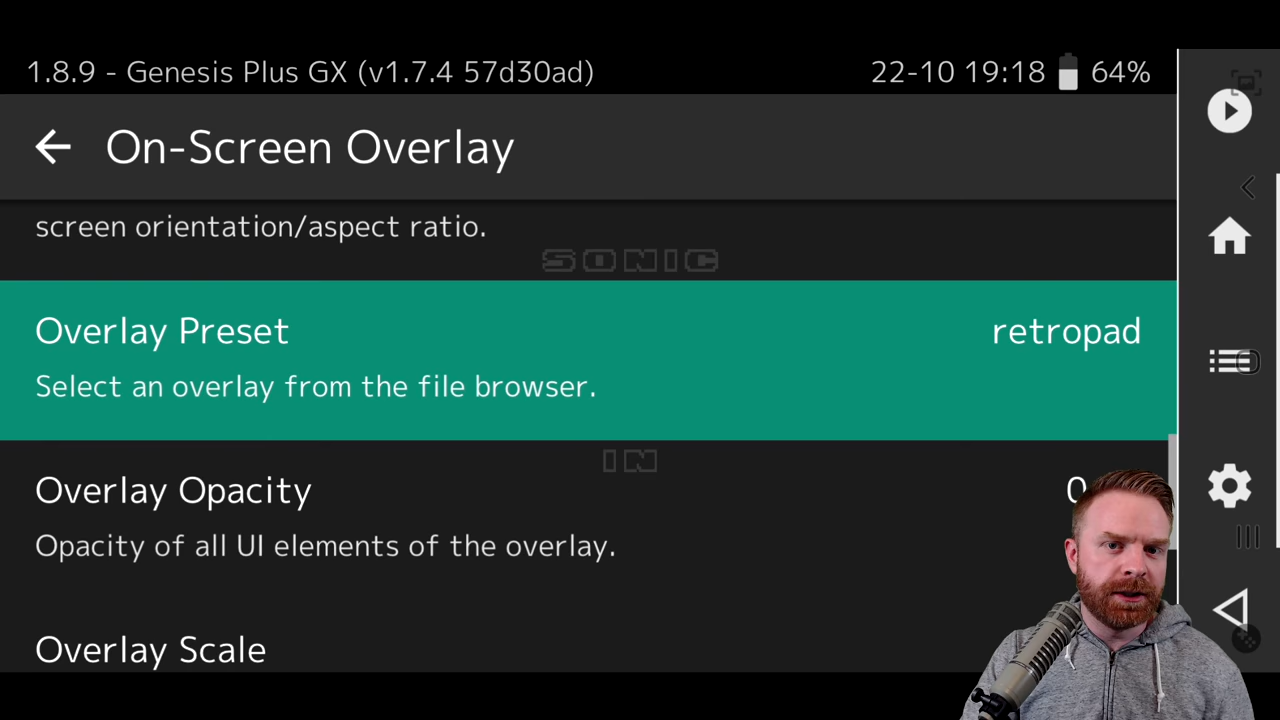 1.8.9 - Genesis Plus GX (v1.7.4 57d30ad)
22-10 19:18 64%
On-Screen Overlay
screen orientation/aspect ratio.
SONIC
Overlay Preset
retropad
Select an overlay from the file browser.
IN
Overlay Opacity
Opacity of all UI elements of the overlay.
Overlay Scale